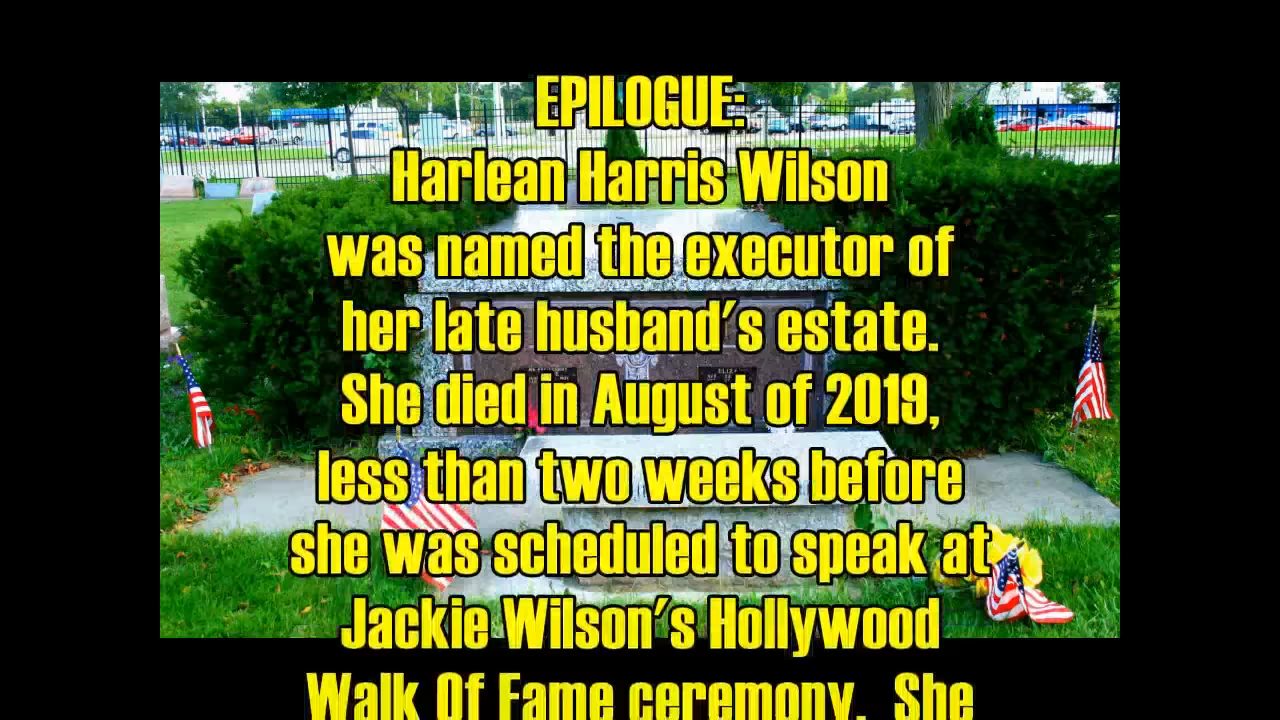 EPILOGUE:
Harlean Harris Wilson
was named the executor of
her late husband's estate.
She died in August of 2019,
less than two weeks before
she was scheduled to speak at
Jackie Wilson's Hollywood
Walk Of Fame ceremony. She